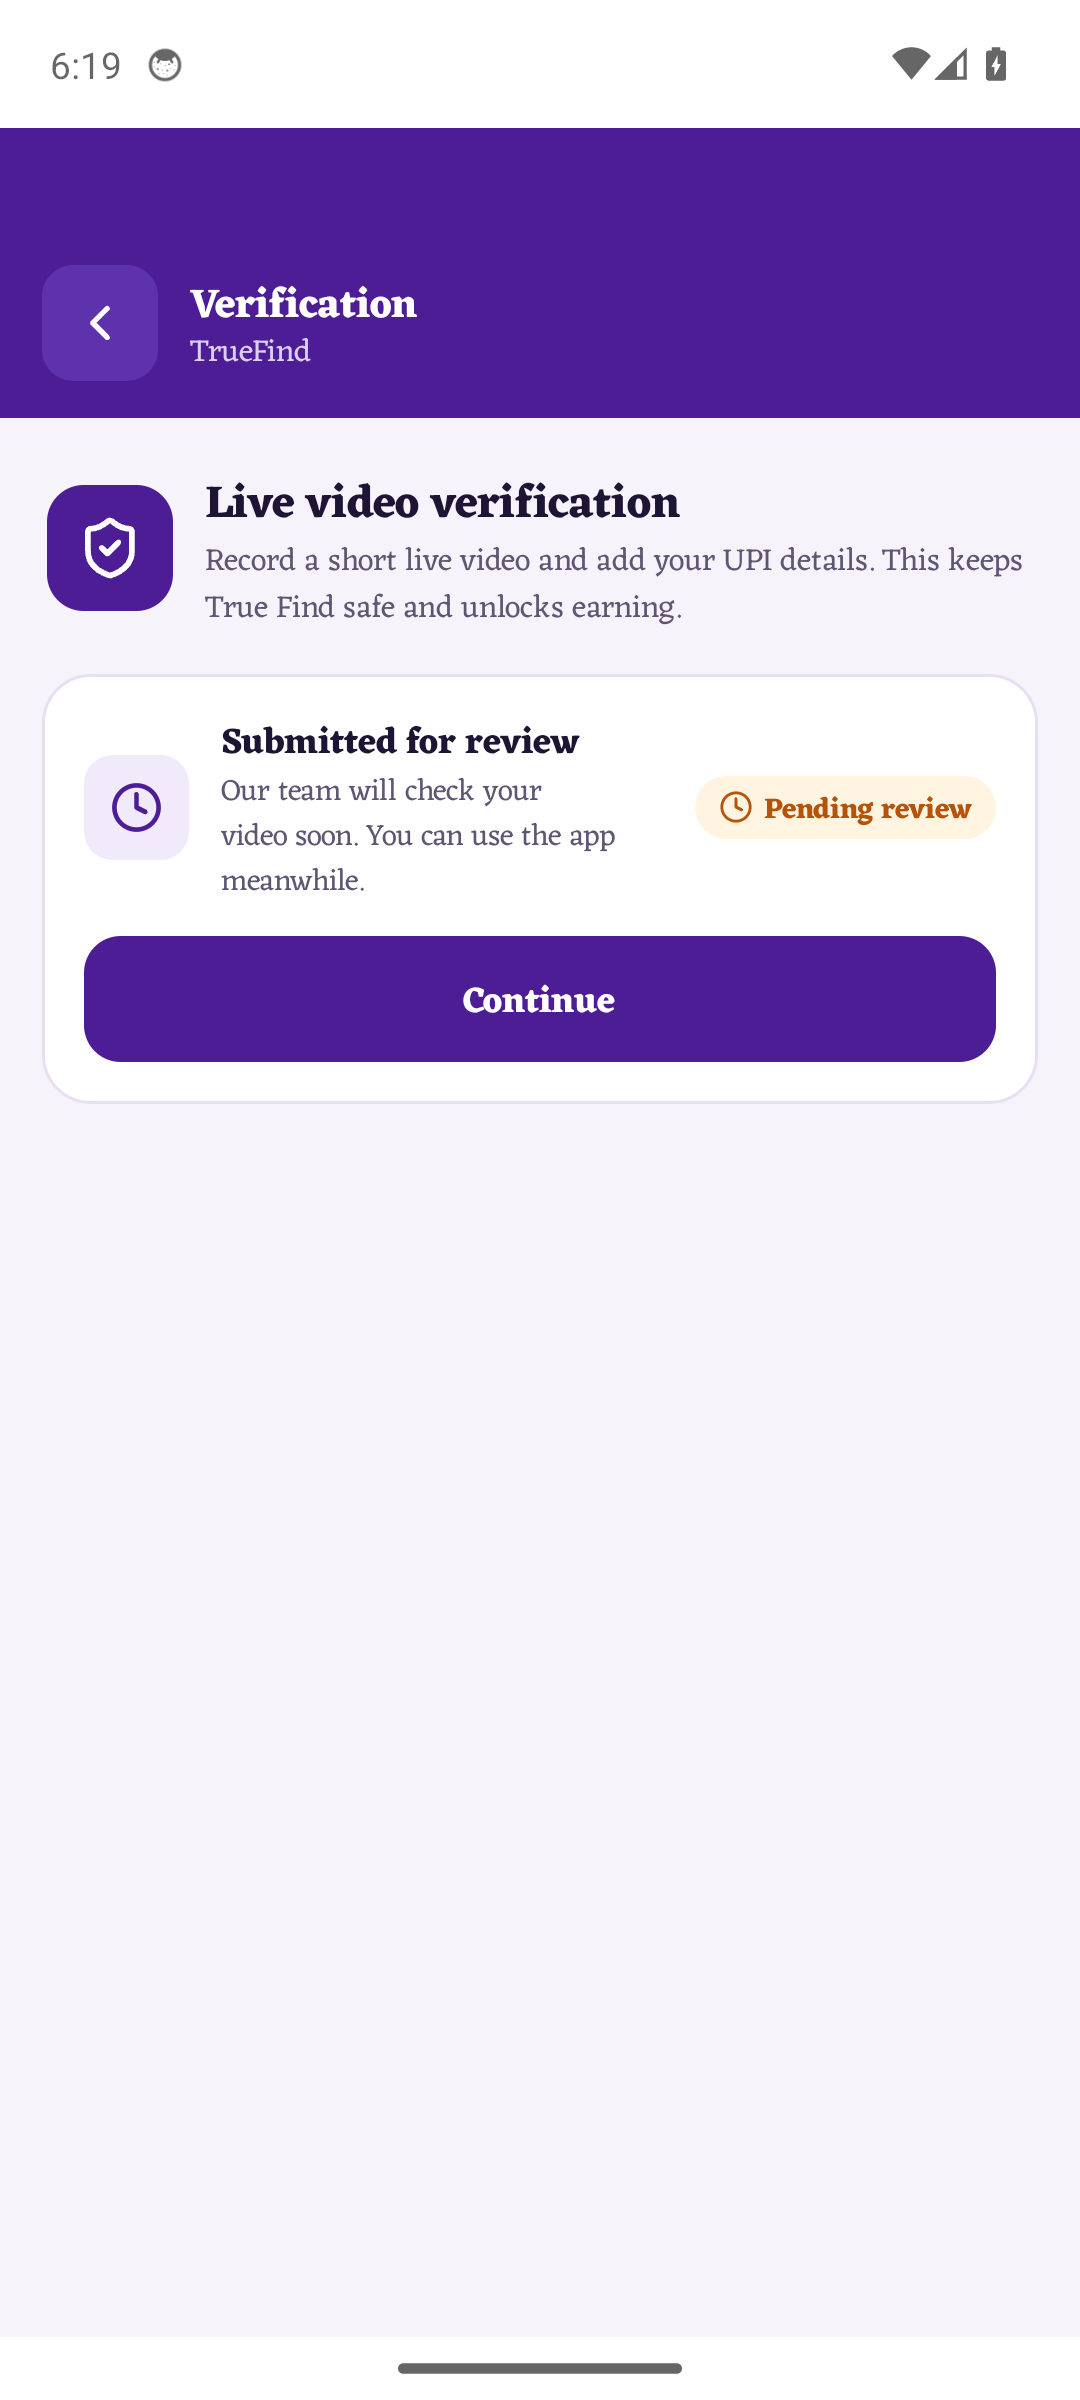 6:19
Verification
TrueFind
Live video verification
Record a short live video and add your UPI details. This keeps
True Find safe and unlocks earning.
Submitted for review
Our team will check your
video soon. You can use the app
meanwhile.
Pending review
Continue